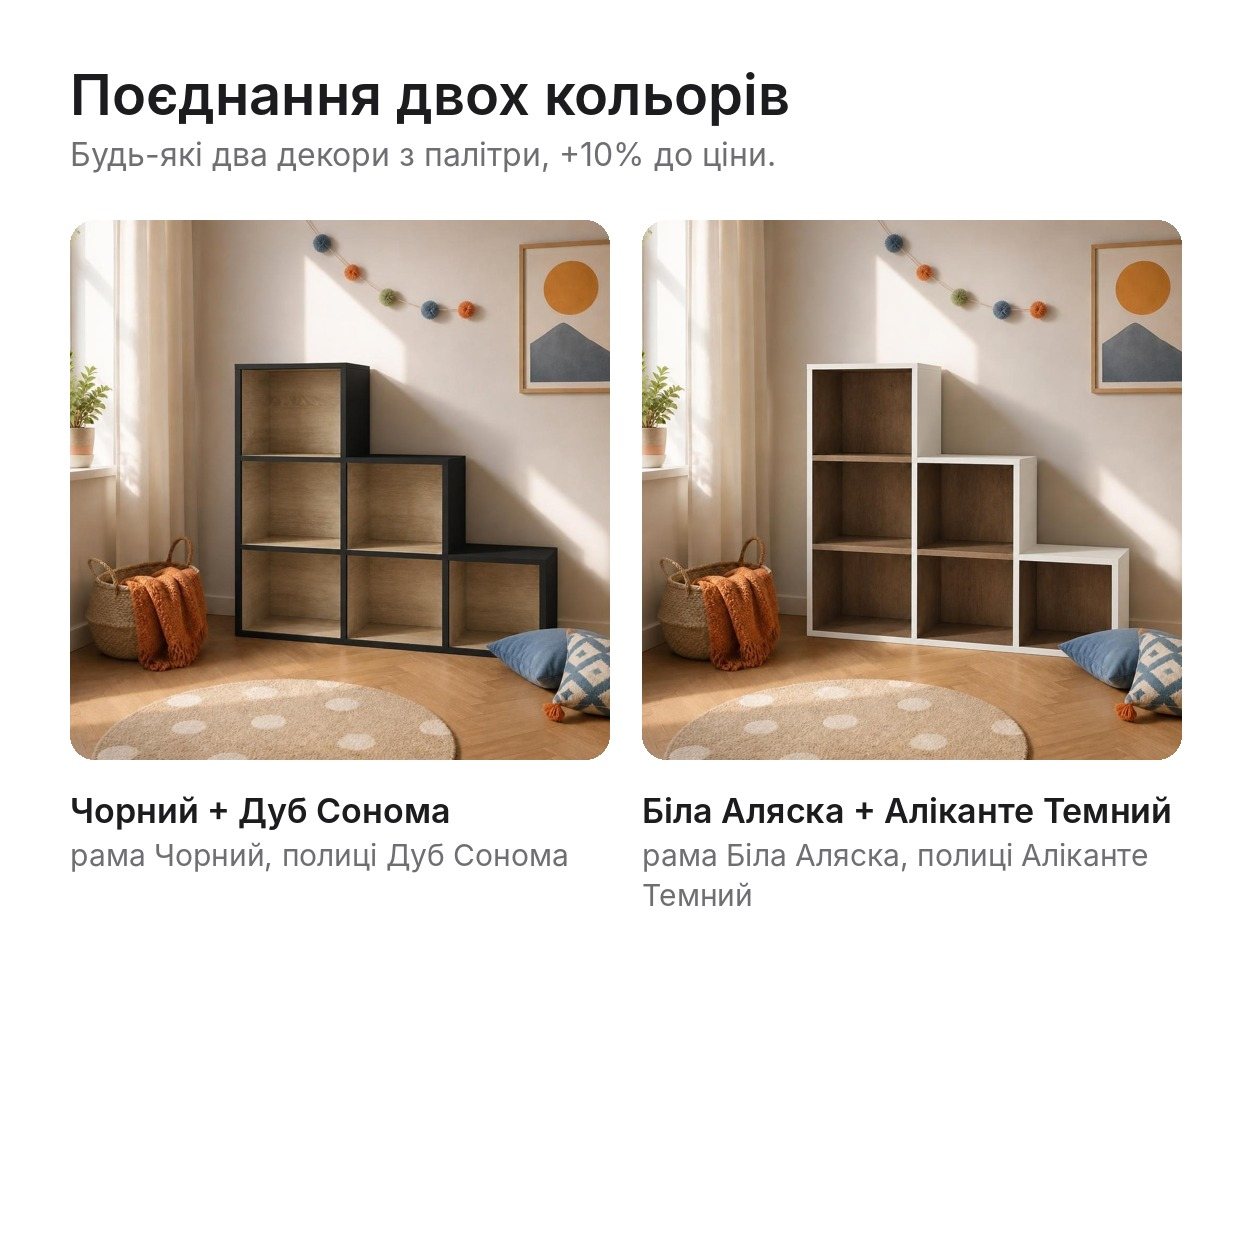 Поєднання двох кольорів
Будь-які два декори з палітри, +10% до ціни.
Чорний + Дуб Сонома
рама Чорний, полиці Дуб Сонома
Біла Аляска + Аліканте Темний
рама Біла Аляска, полиці Аліканте
Темний